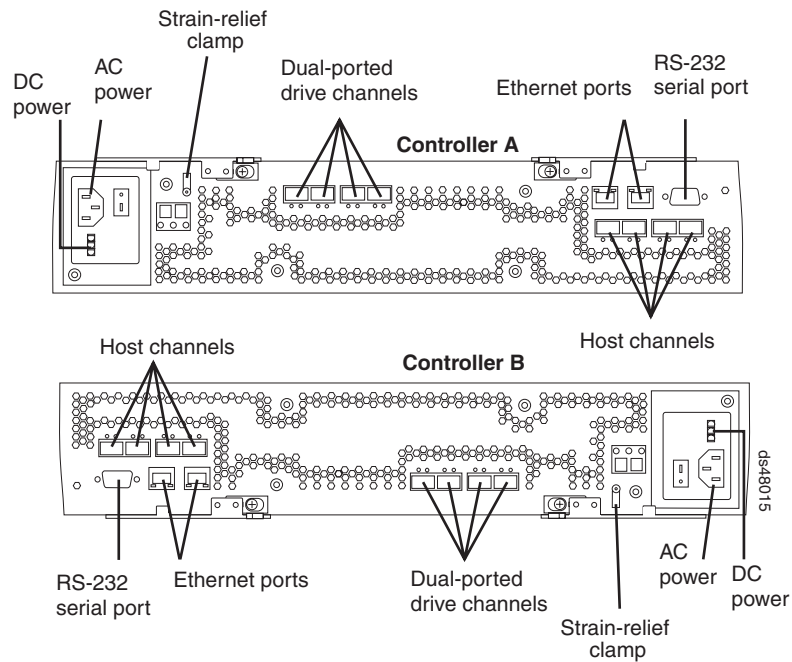 Strain-relief
clamp
DC
power
AC
power
Dual-ported
drive channels
Ethernet ports
RS-232
serial port
Controller A
Host channels
Host channels
Controller B
ds48015
RS-232
serial port
Ethernet ports
Dual-ported
drive channels
AC
power
DC
power
Strain-relief
clamp